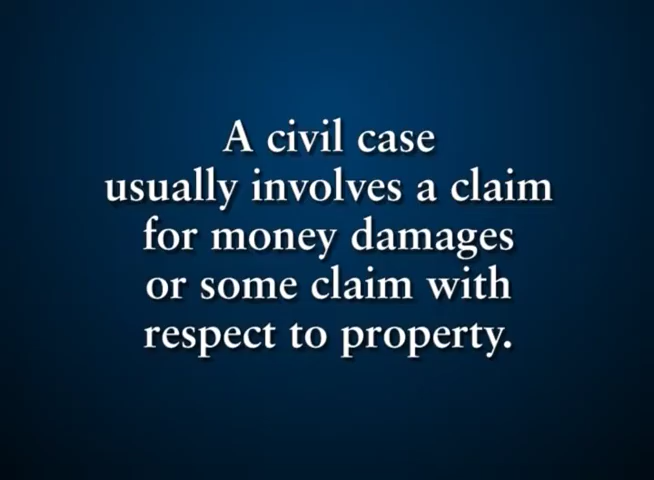 A civil case
usually involves a claim
for money damages
or some claim with
respect to property.